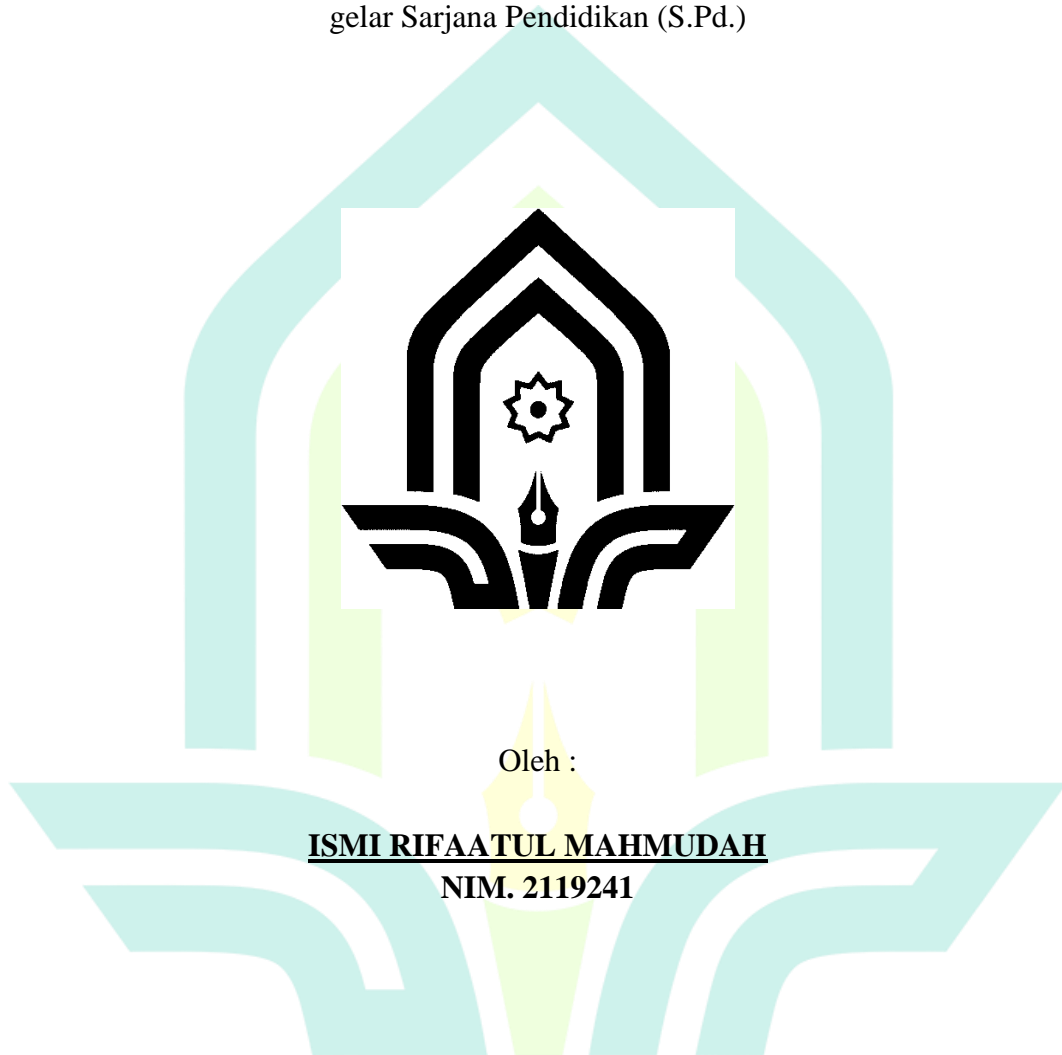 gelar Sarjana Pendidikan (S.Pd.)
Oleh :
ISMI RIFAATUL MAHMUDAH
NIM. 2119241